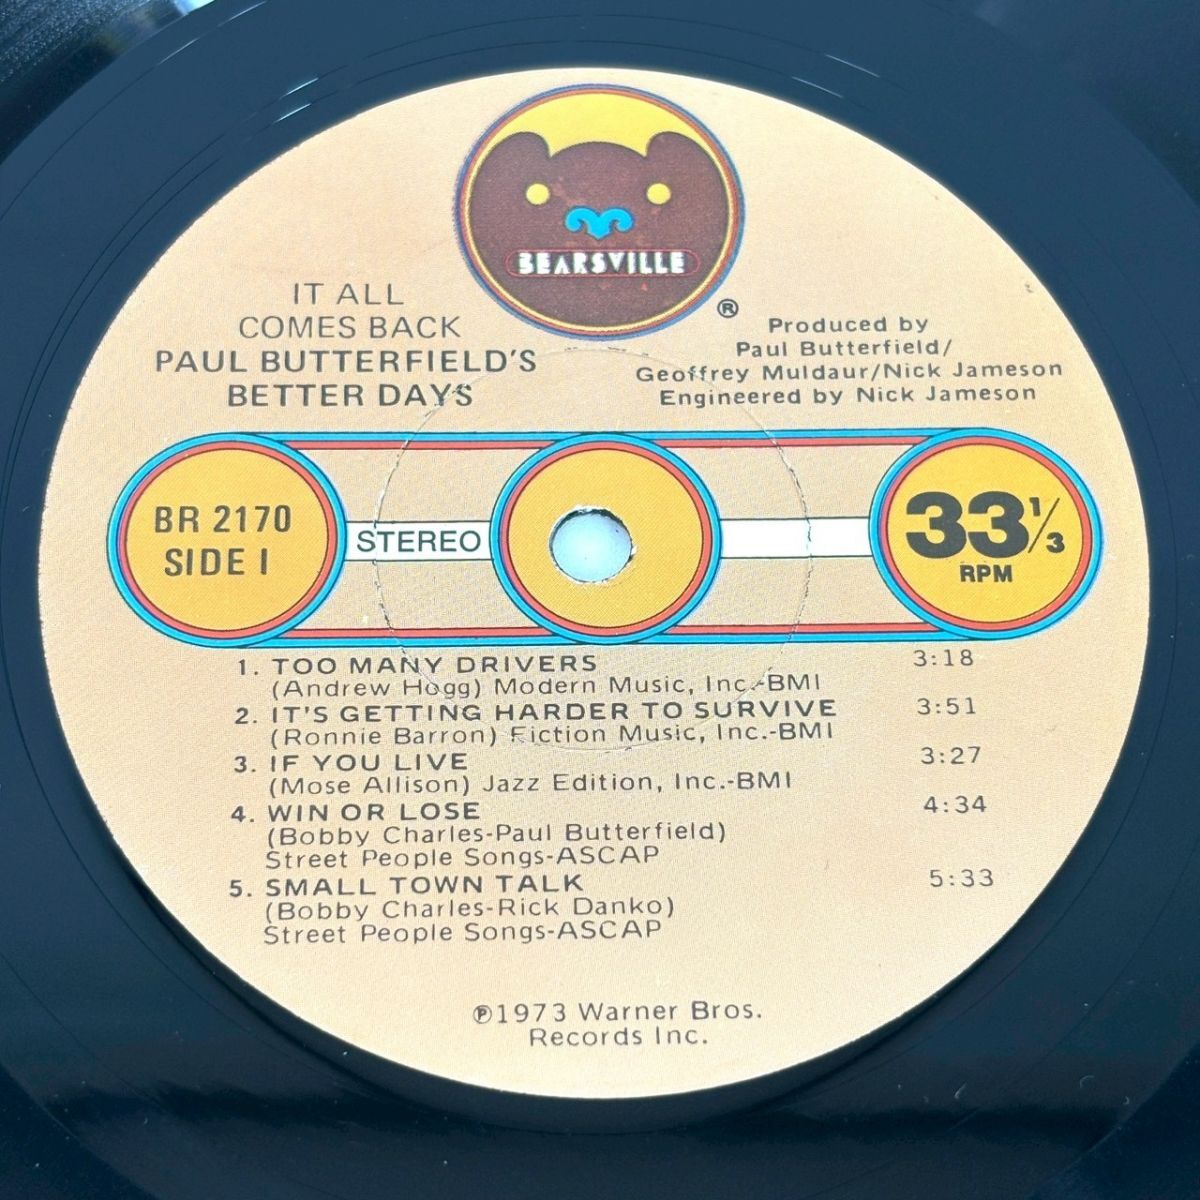 BEARSVILLE
®
IT ALL
COMES BACK
PAUL BUTTERFIELD'S
BETTER DAYS
Produced by
Paul Butterfield/
Geoffrey Muldaur/Nick Jameson
Engineered by Nick Jameson
BR 2170
SIDE I
STEREO
33 1/3
RPM
1. TOO MANY DRIVERS 3:18
(Andrew Hogg) Modern Music, Inc.-BMI
2. IT'S GETTING HARDER TO SURVIVE 3:51
(Ronnie Barron) Fiction Music, Inc.-BMI
3. IF YOU LIVE 3:27
(Mose Allison) Jazz Edition, Inc.-BMI
4. WIN OR LOSE 4:34
(Bobby Charles-Paul Butterfield)
Street People Songs-ASCAP
5. SMALL TOWN TALK 5:33
(Bobby Charles-Rick Danko)
Street People Songs-ASCAP
℗1973 Warner Bros.
Records Inc.